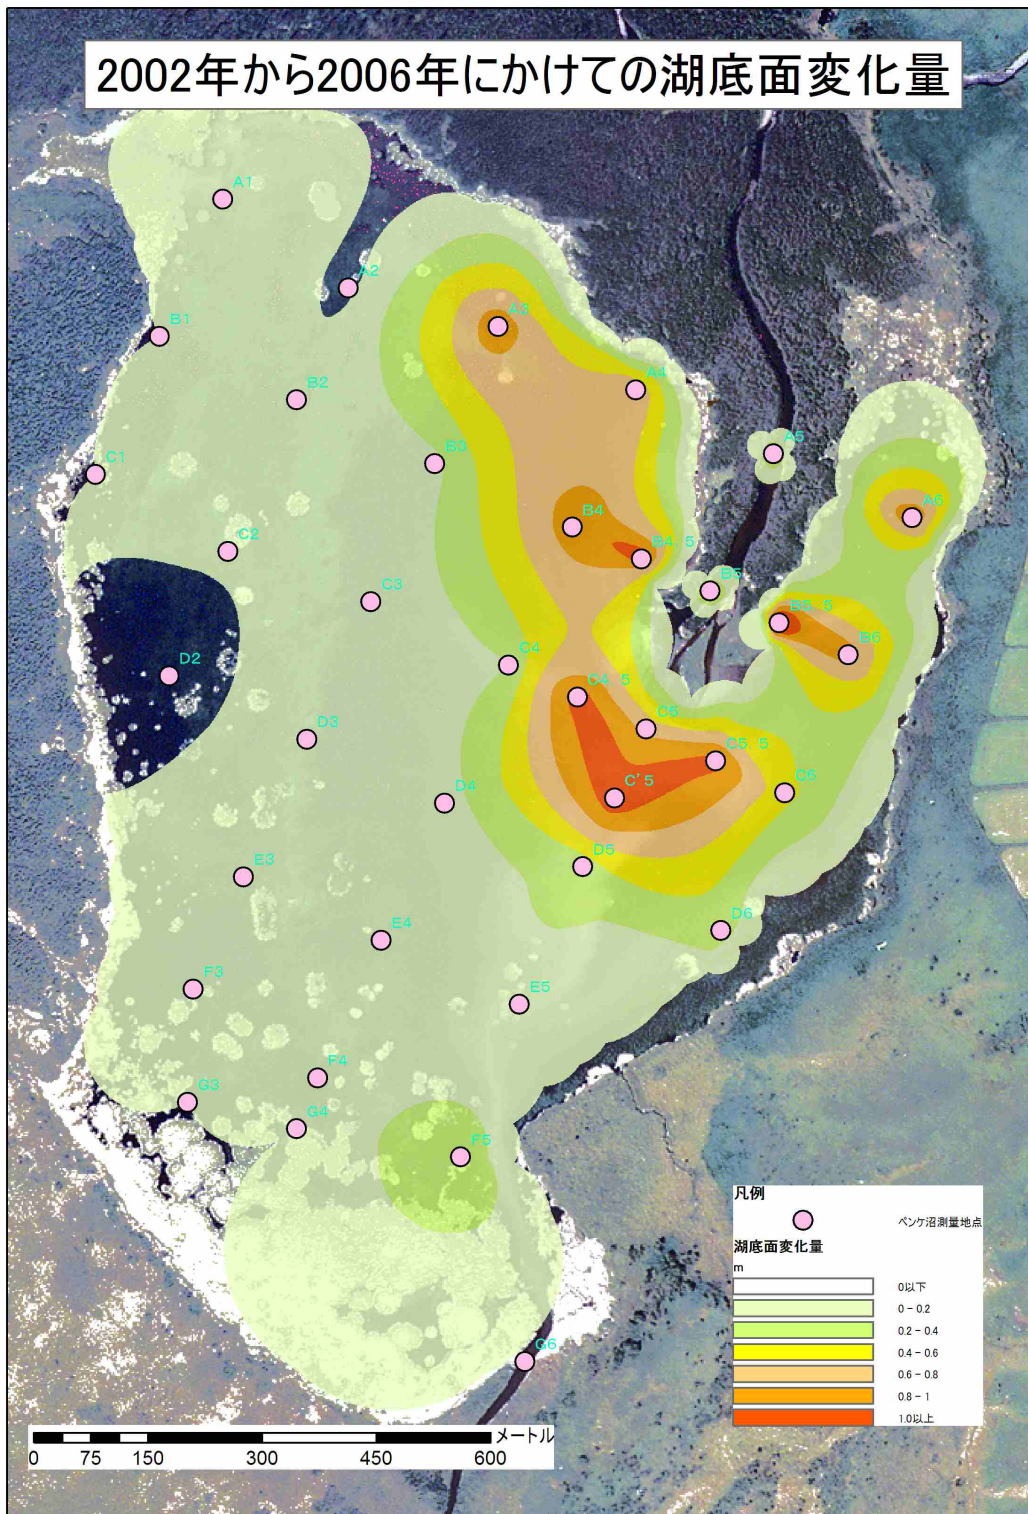 2002年から2006年にかけての湖底面変化量
A1
A2
B1
A3
B2
A4
B3
A5
C1
A6
B4
C2
B4.5
C3
B5
B5.5
C4
B6
D2
C4.5
D3
C5
C5.5
C'5
C6
D4
D5
E3
D6
E4
F3
E5
F4
G3
G4
F5
G6
凡例
ペンケ沼測量地点
湖底面変化量
m
0以下
0 - 0.2
0.2 - 0.4
0.4 - 0.6
0.6 - 0.8
0.8 - 1
1.0以上
メートル
0 75 150 300 450 600